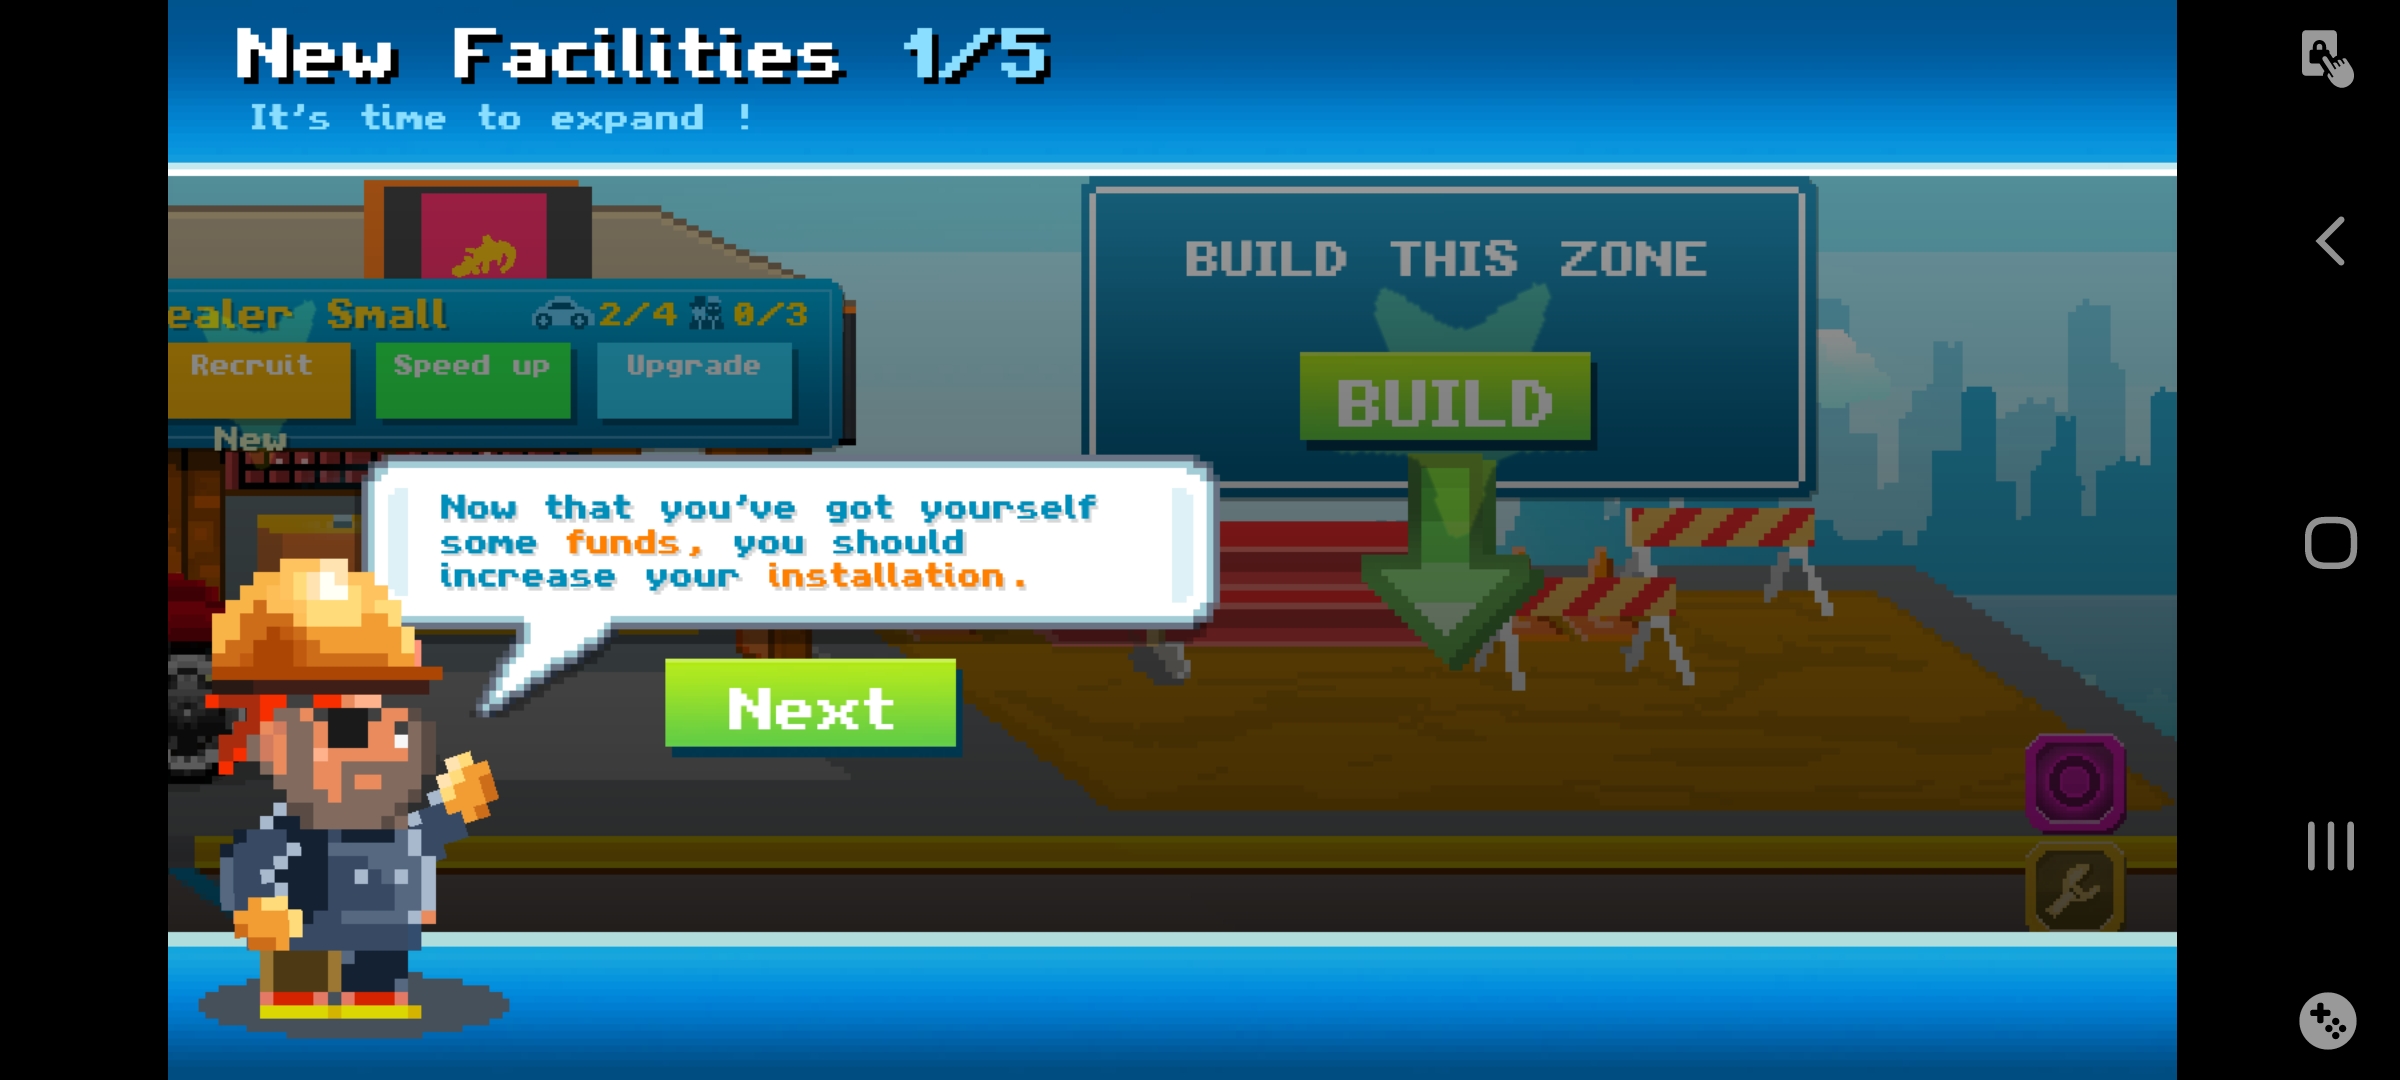 New Facilities 1/5
It's time to expand !
BUILD THIS ZONE
ealer Small 2/4 0/3
Recruit Speed up Upgrade
BUILD
New
Now that you've got yourself
some funds, you should
increase your installation.
Next